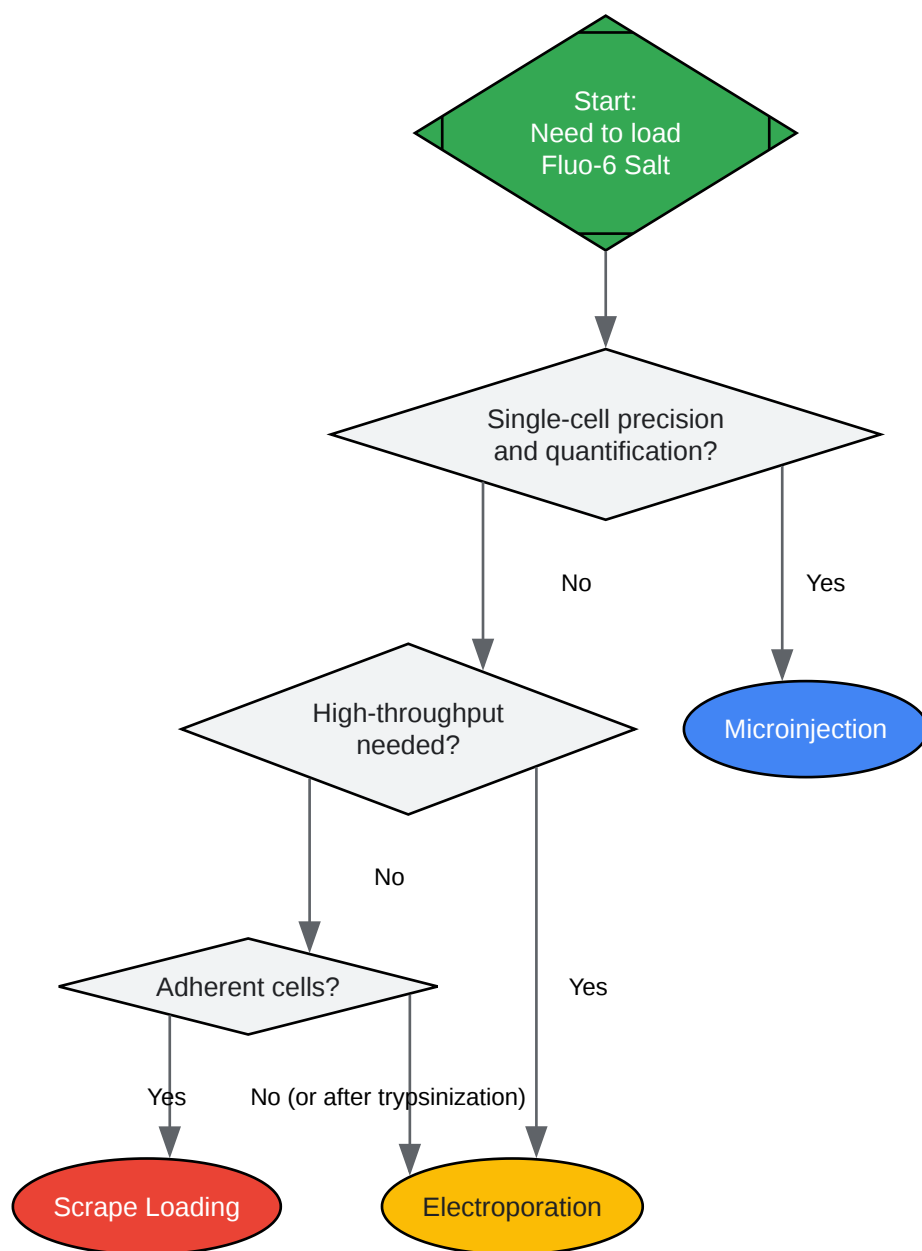 Start:
Need to load
Fluo-6 Salt
Single-cell precision
and quantification?
No
Yes
High-throughput
needed?
Microinjection
No
Adherent cells?
Yes
Yes
No (or after trypsinization)
Scrape Loading
Electroporation